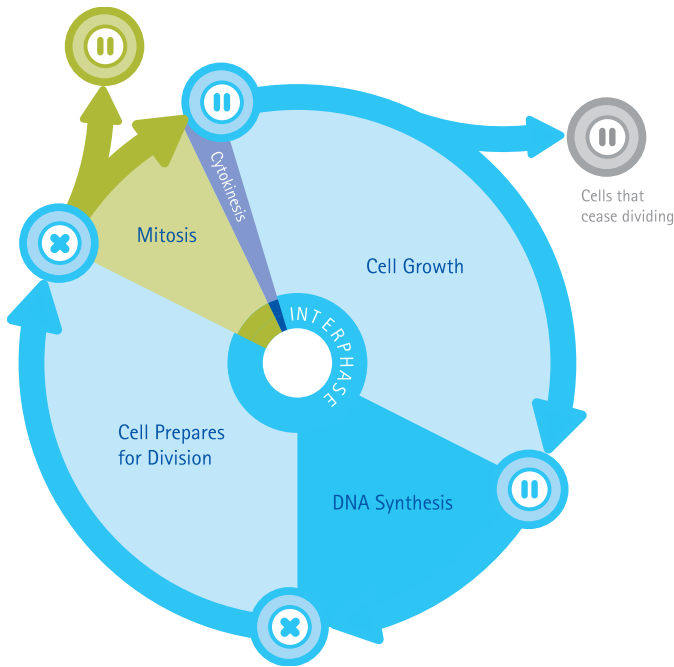 Cytokinesis
Mitosis
Cell Growth
Cells that
cease dividing
INTERPHASE
Cell Prepares
for Division
DNA Synthesis